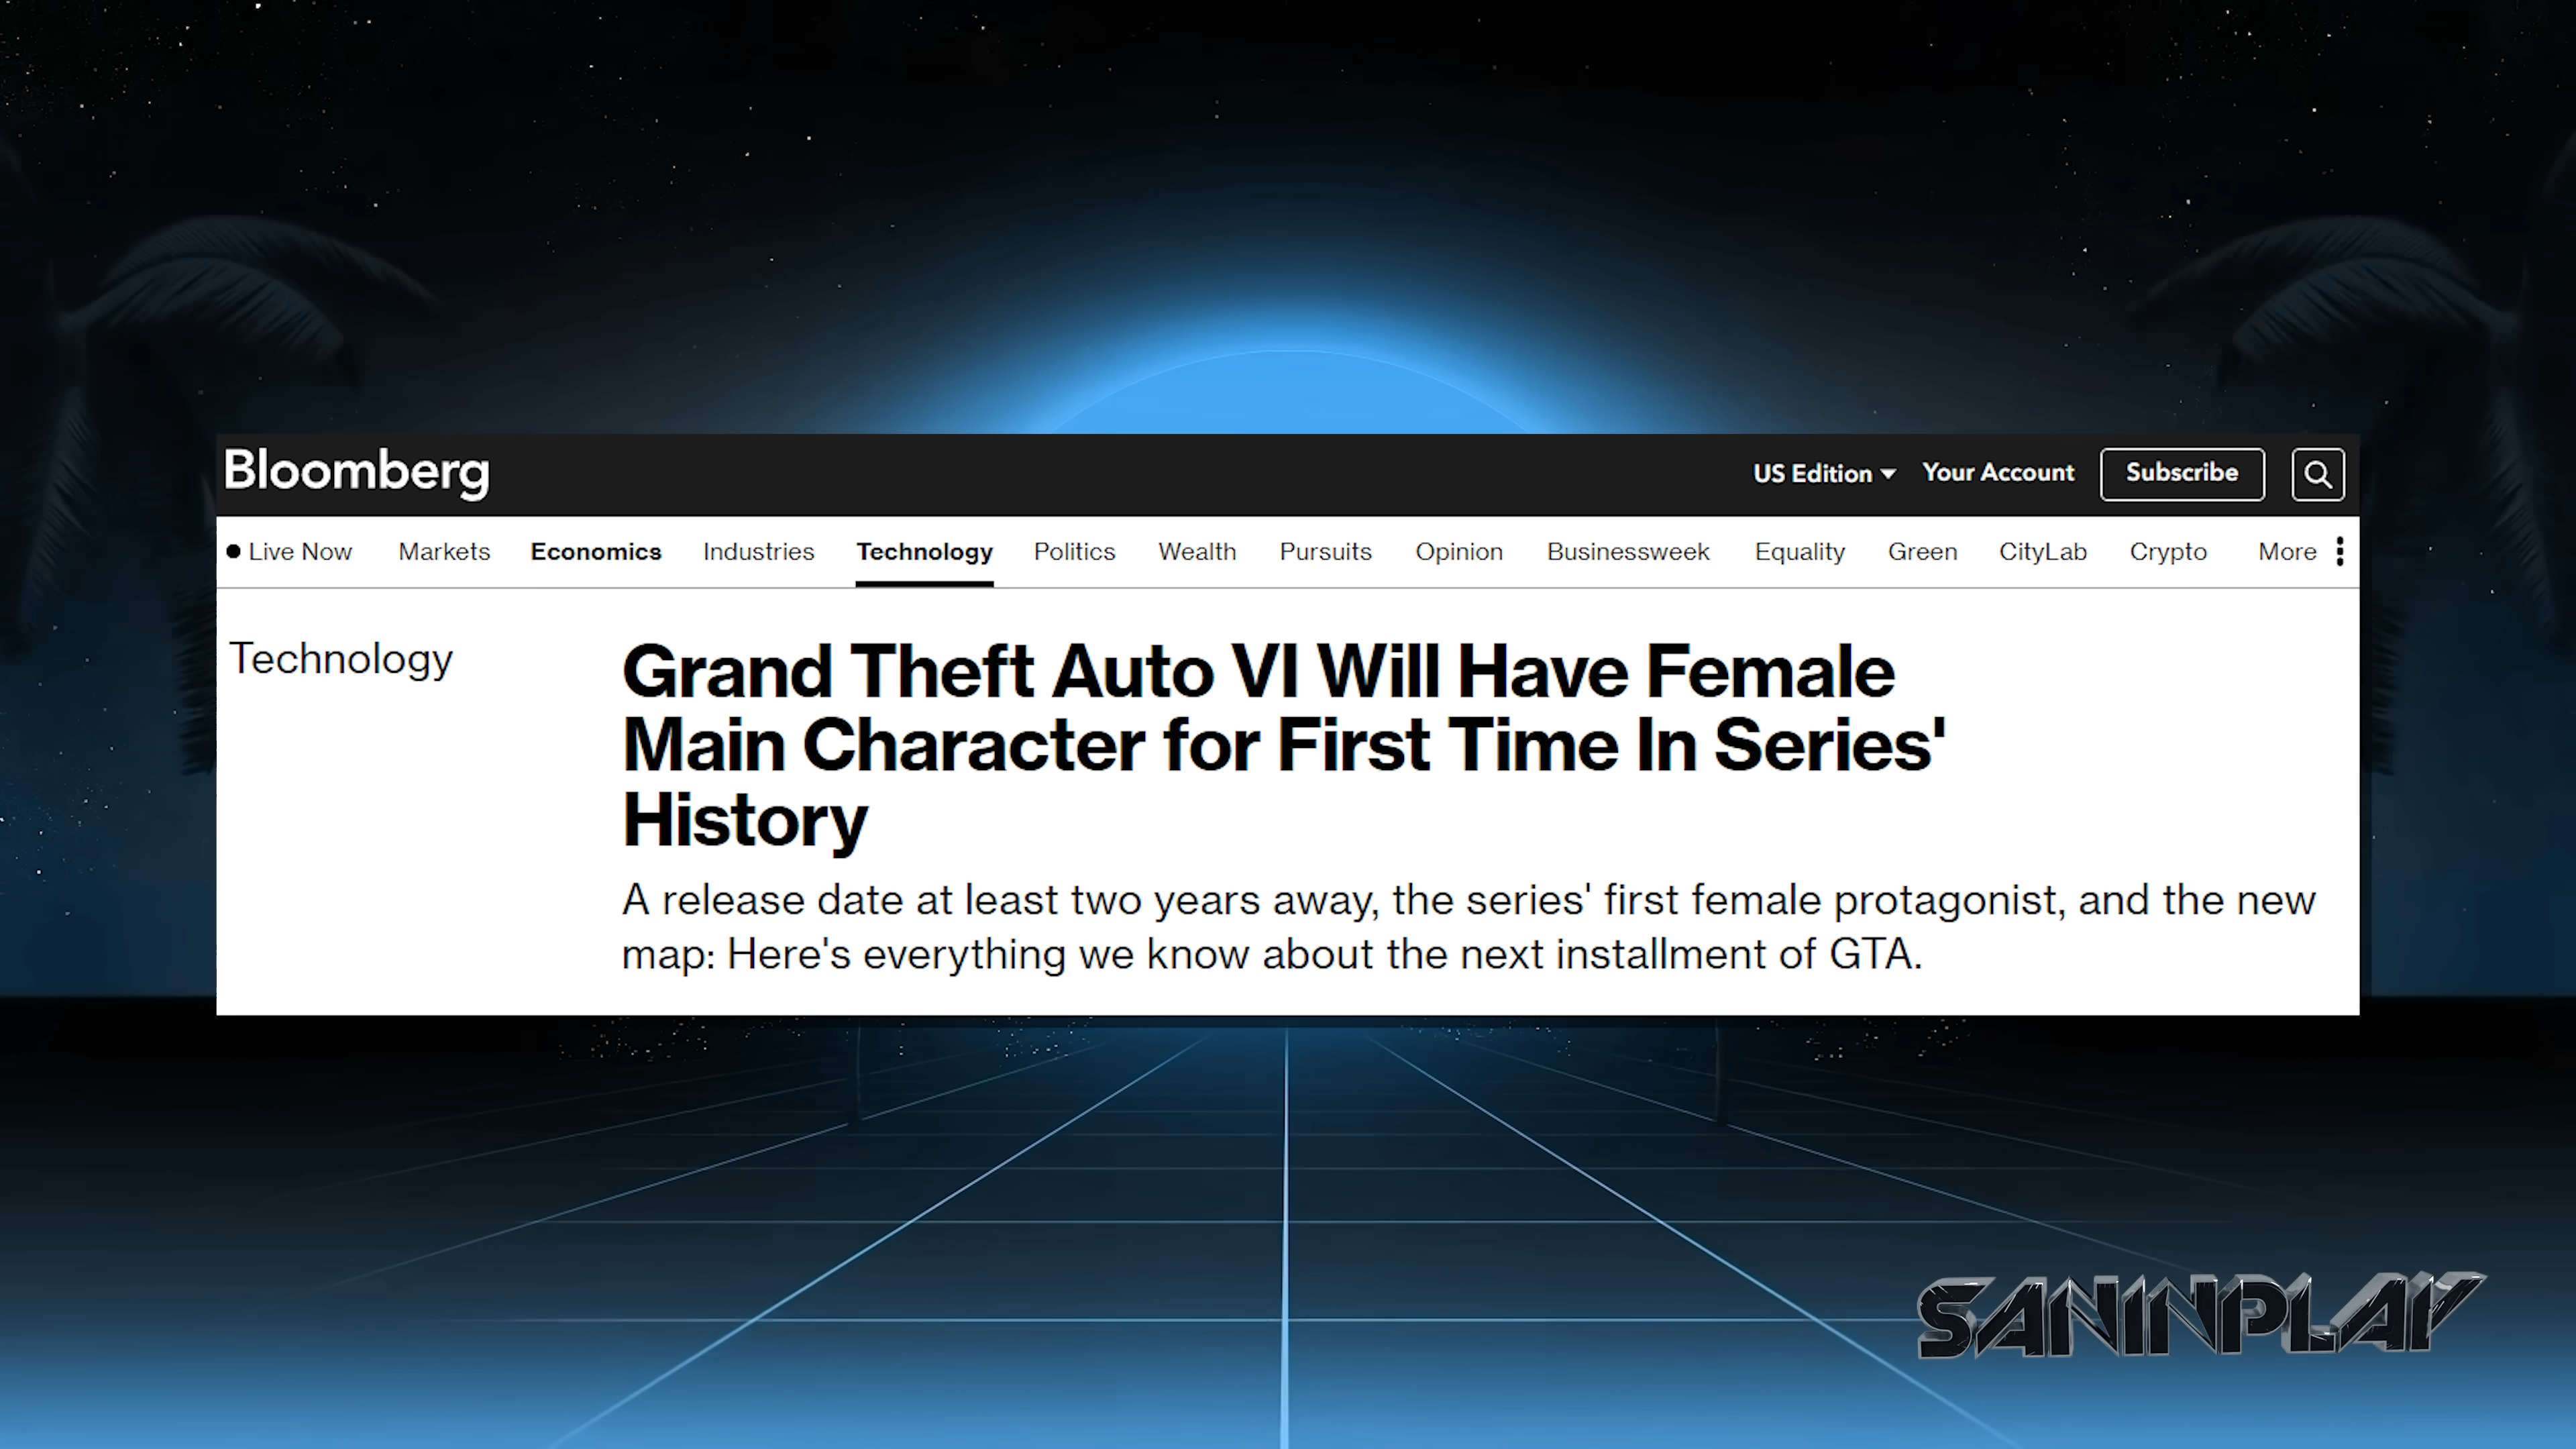 Bloomberg
US Edition Your Account Subscribe
Live Now Markets Economics Industries Technology Politics Wealth Pursuits Opinion Businessweek Equality Green CityLab Crypto More
Technology
Grand Theft Auto VI Will Have Female
Main Character for First Time In Series'
History
A release date at least two years away, the series' first female protagonist, and the new
map: Here's everything we know about the next installment of GTA.
SANINPLAY